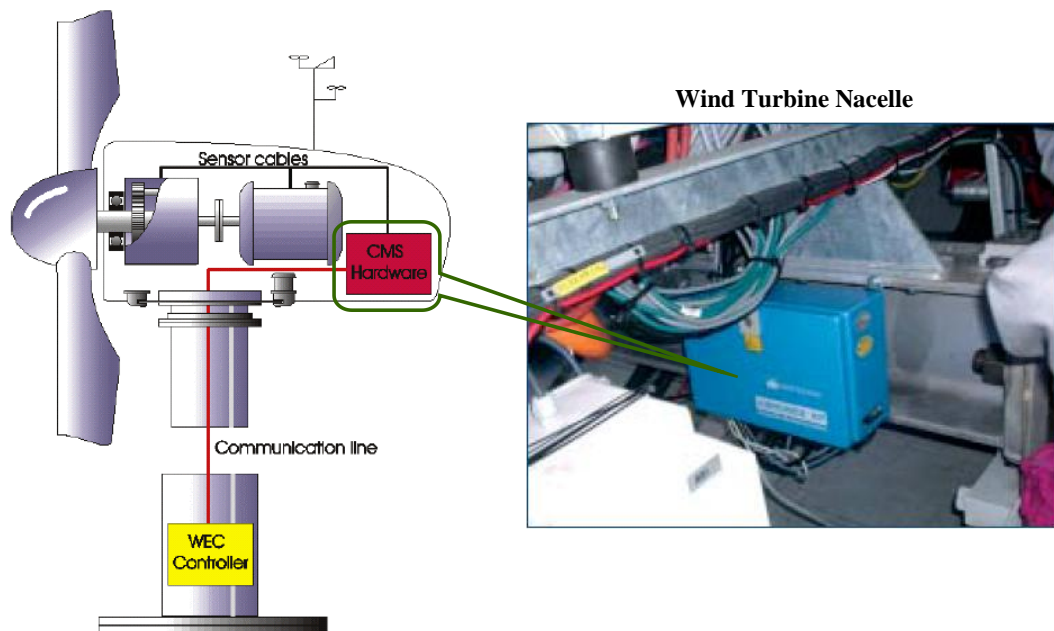 Wind Turbine Nacelle
Sensor cables
CMS
Hardware
Communication line
WEC
Controller